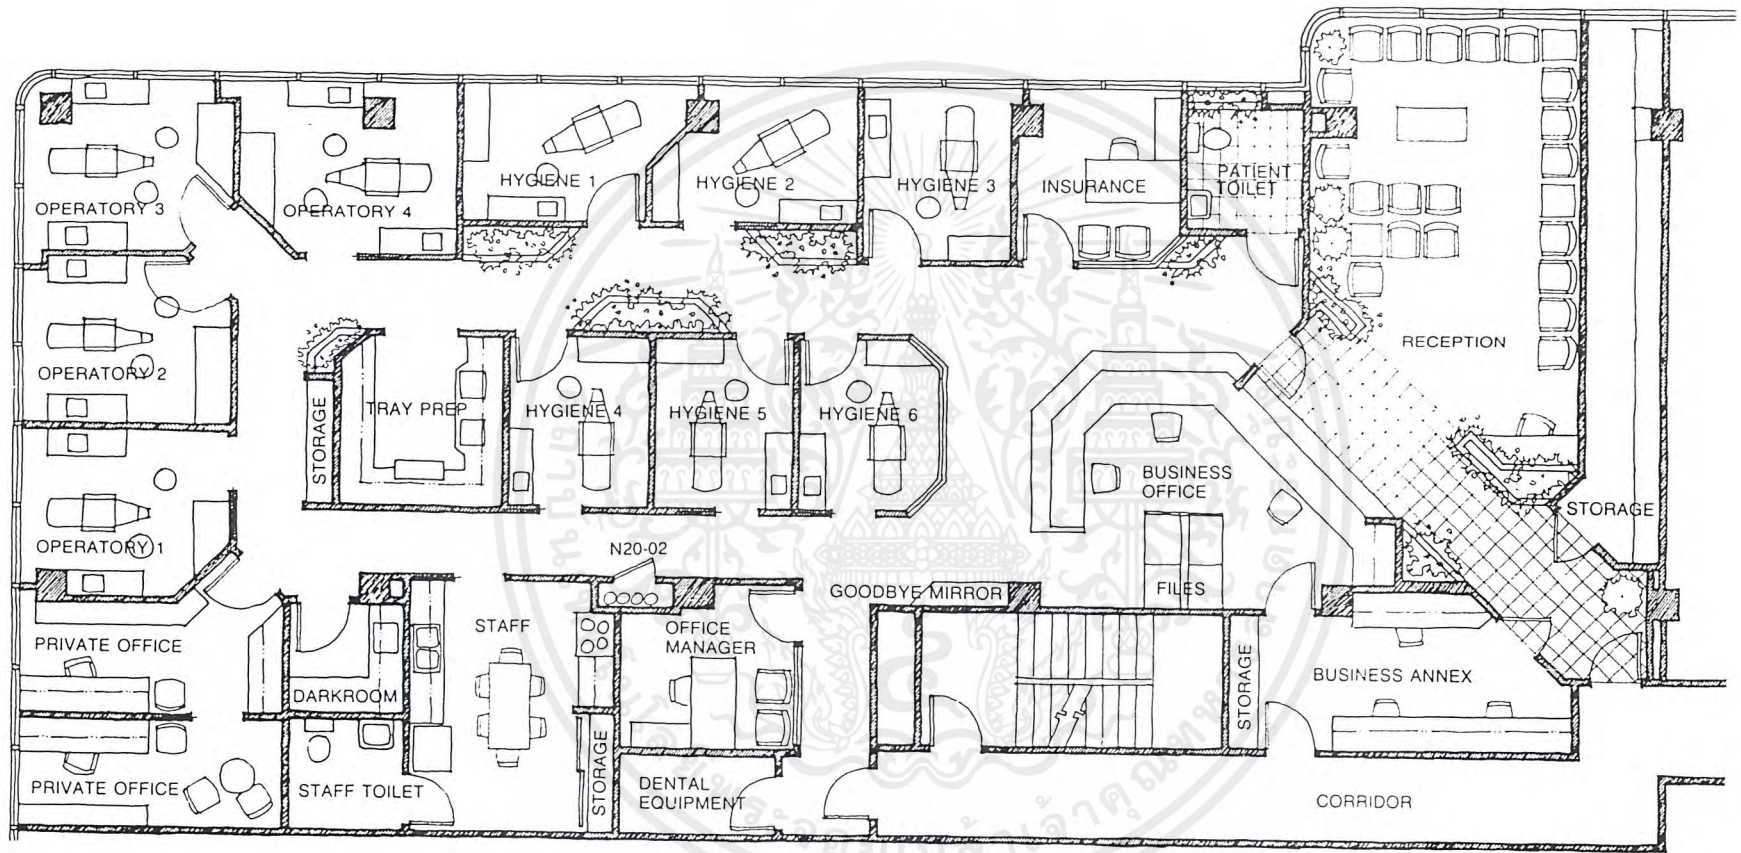 HYGIENE 1
HYGIENE 2
HYGIENE 3
INSURANCE
PATIENT
TOILET
OPERATORY 3
OPERATORY 4
RECEPTION
OPERATORY 2
TRAY PREP
HYGIENE 4
HYGIENE 5
HYGIENE 6
STORAGE
BUSINESS
OFFICE
STORAGE
OPERATORY 1
N20-02
GOODBYE MIRROR
FILES
PRIVATE OFFICE
STAFF
OFFICE
MANAGER
DARKROOM
STORAGE
BUSINESS ANNEX
PRIVATE OFFICE
STAFF TOILET
STORAGE
DENTAL
EQUIPMENT
CORRIDOR